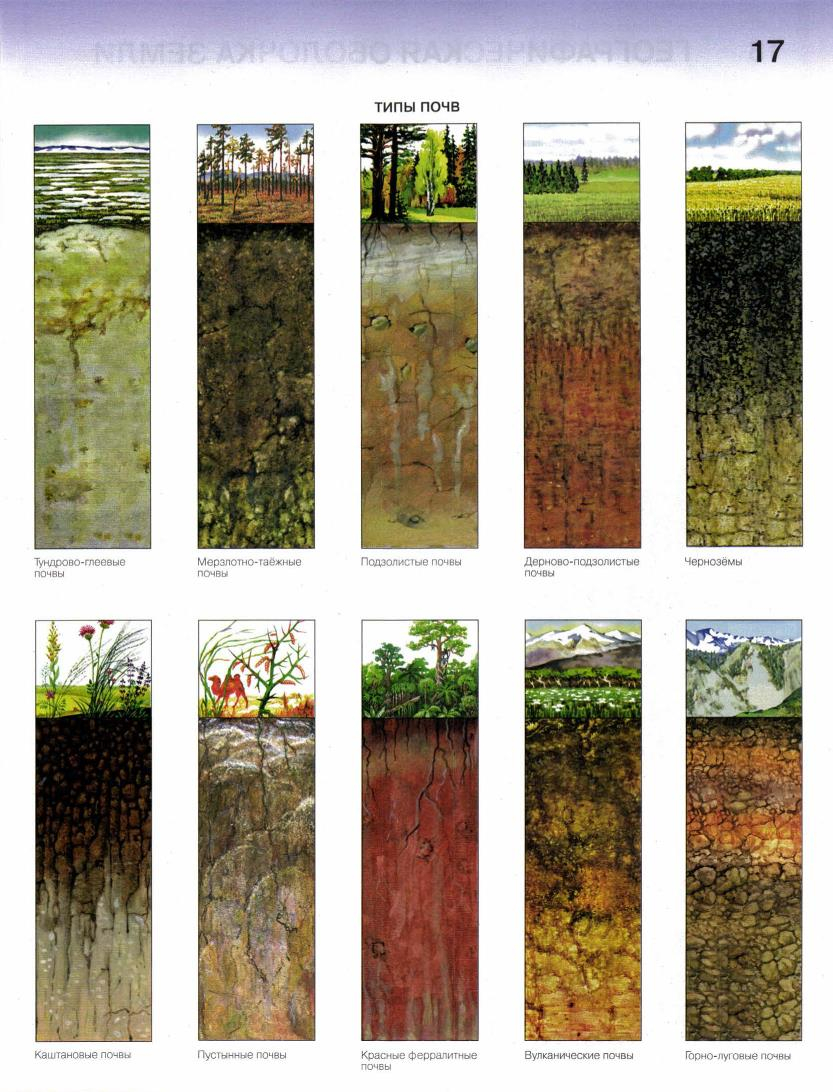 ГЕОГРАФИЧЕСКАЯ ОБОЛОЧКА ЗЕМЛИ
17
ТИПЫ ПОЧВ
Тундрово-глеевые
почвы
Мерзлотно-таёжные
почвы
Подзолистые почвы
Дерново-подзолистые
почвы
Чернозёмы
Каштановые почвы
Пустынные почвы
Красные ферралитные
почвы
Вулканические почвы
Горно-луговые почвы